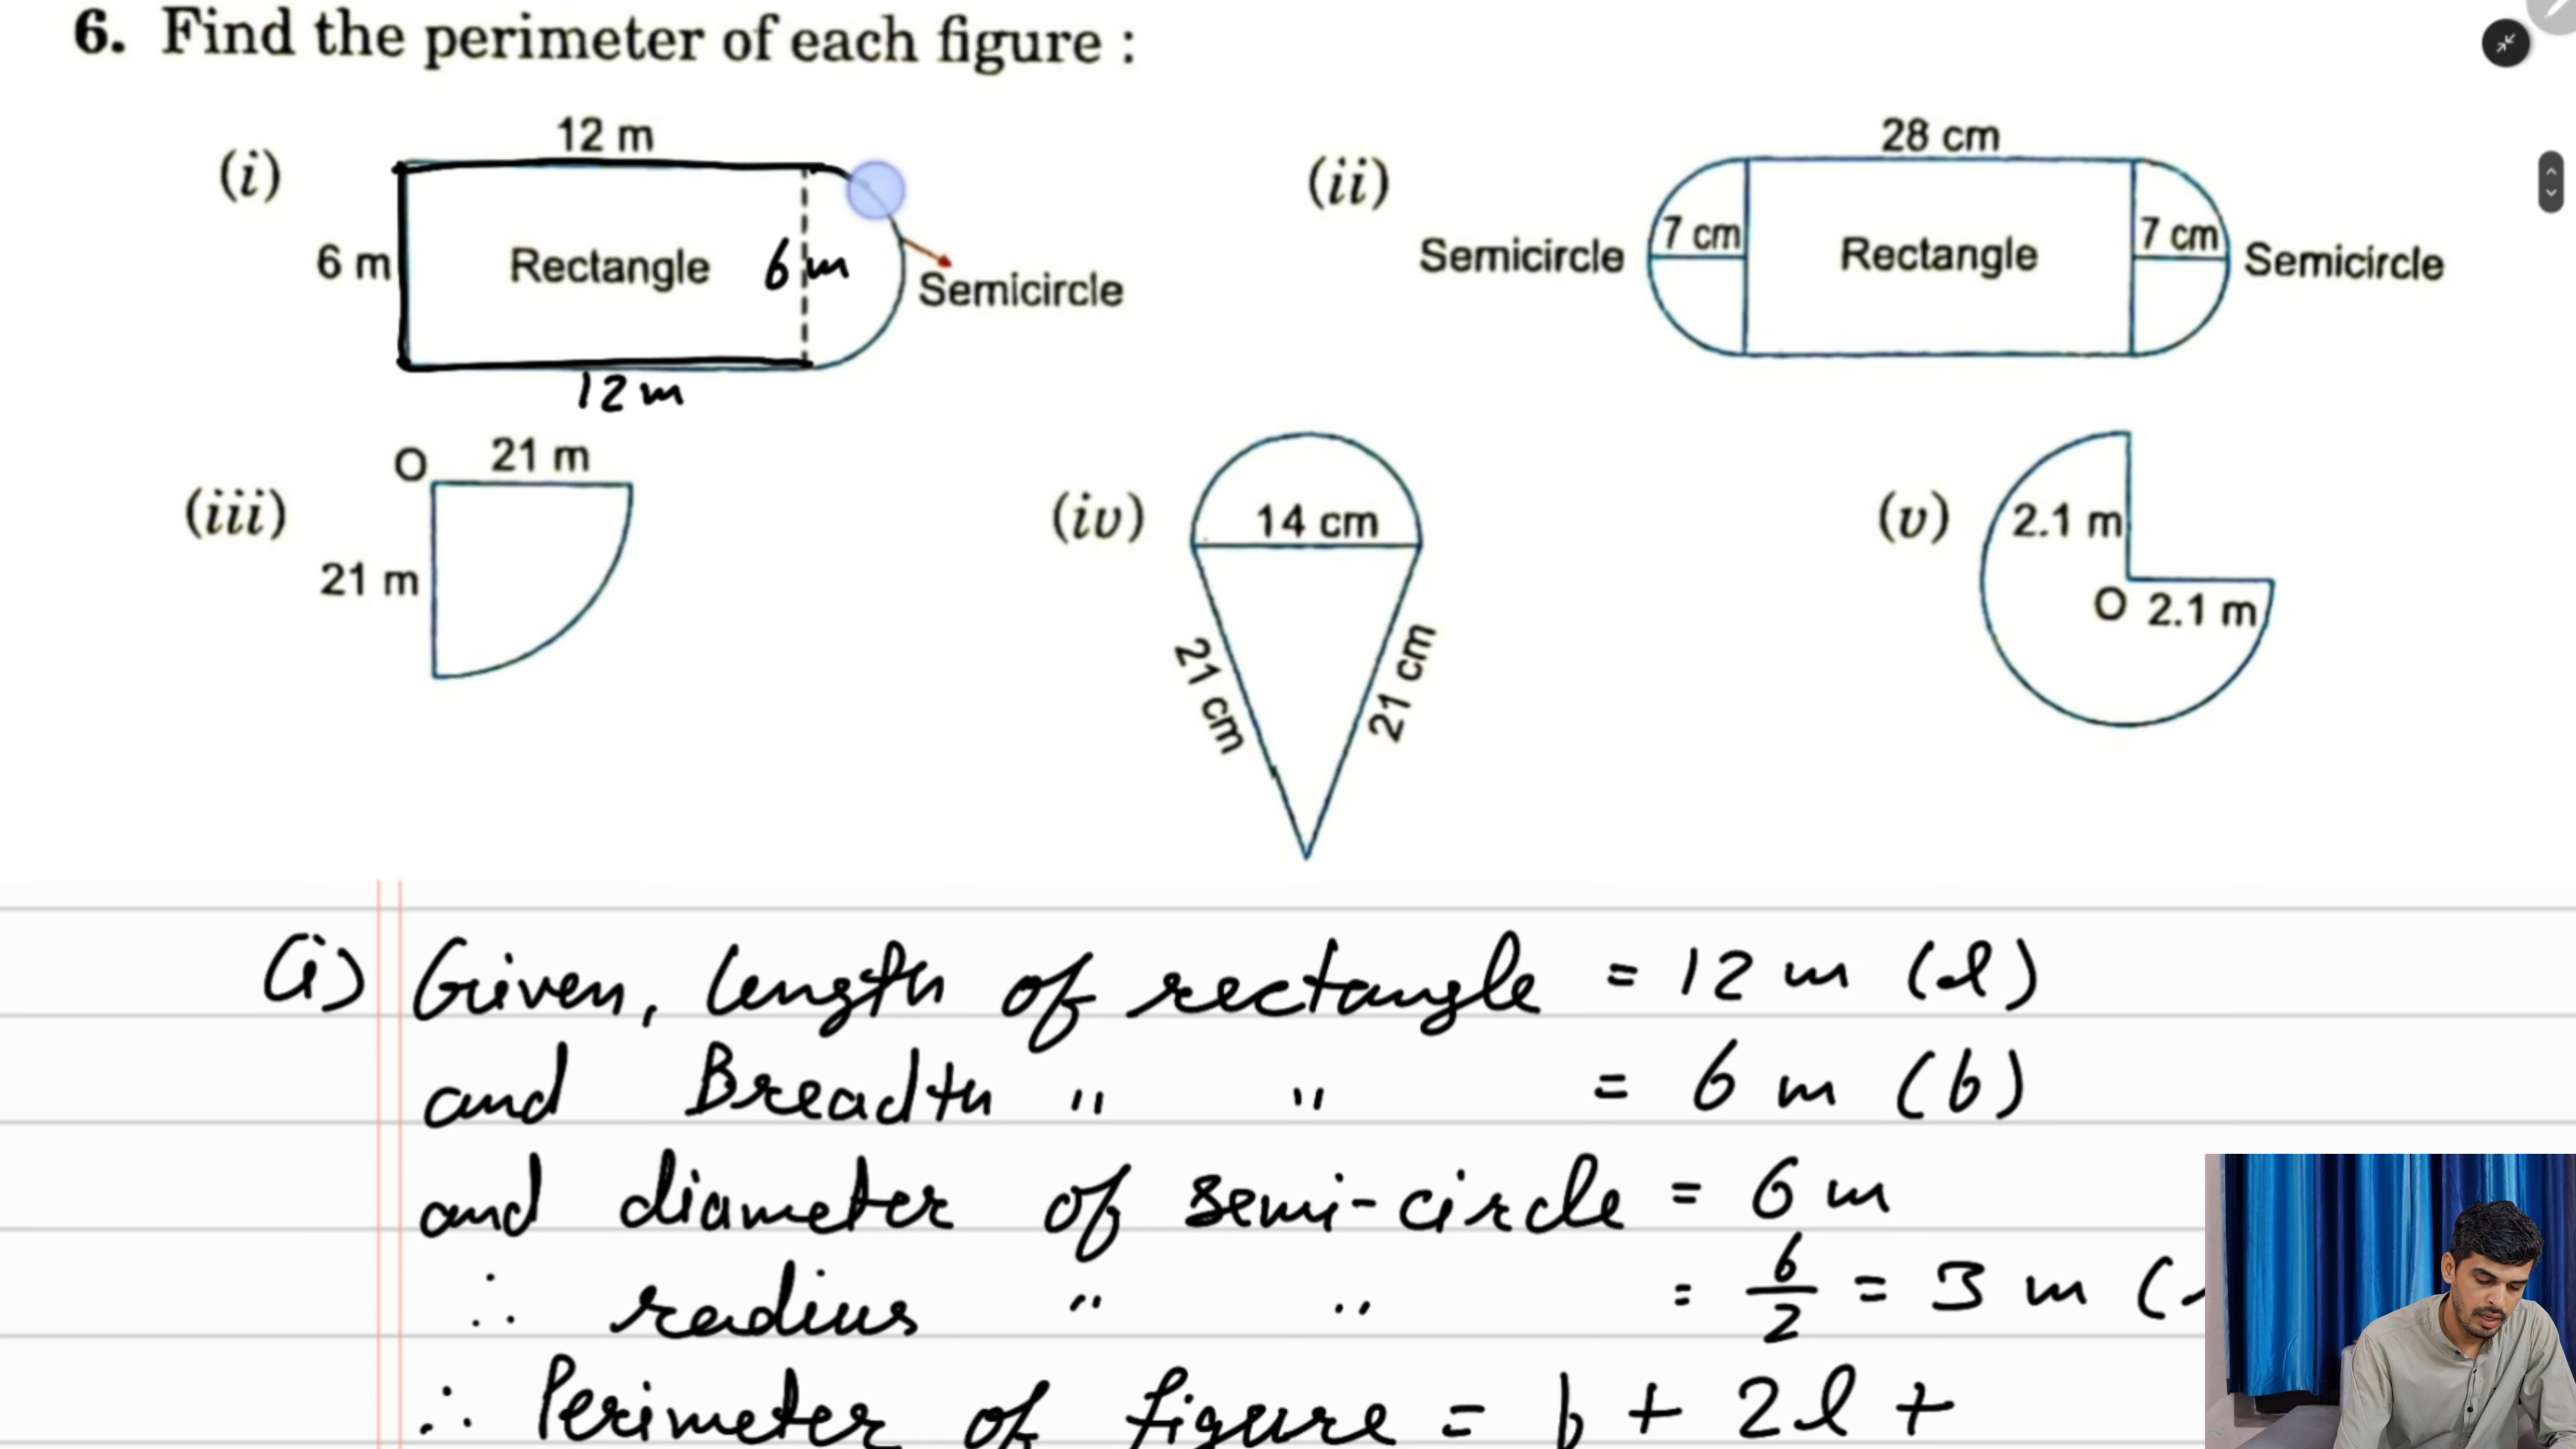 6. Find the perimeter of each figure :
12 m
(i)
6 m
Rectangle
6 m
Semicircle
12 m
28 cm
(ii)
Semicircle
7 cm
Rectangle
7 cm
Semicircle
O
21 m
(iii)
21 m
(iv)
14 cm
21 cm
21 cm
(v)
2.1 m
O
2.1 m
(i) Given, length of rectangle = 12 m (l)
and Breadth " " = 6 m (b)
and diameter of semi-circle = 6 m
∴ radius " " = 6/2 = 3 m (
∴ Perimeter of figure = b + 2l +